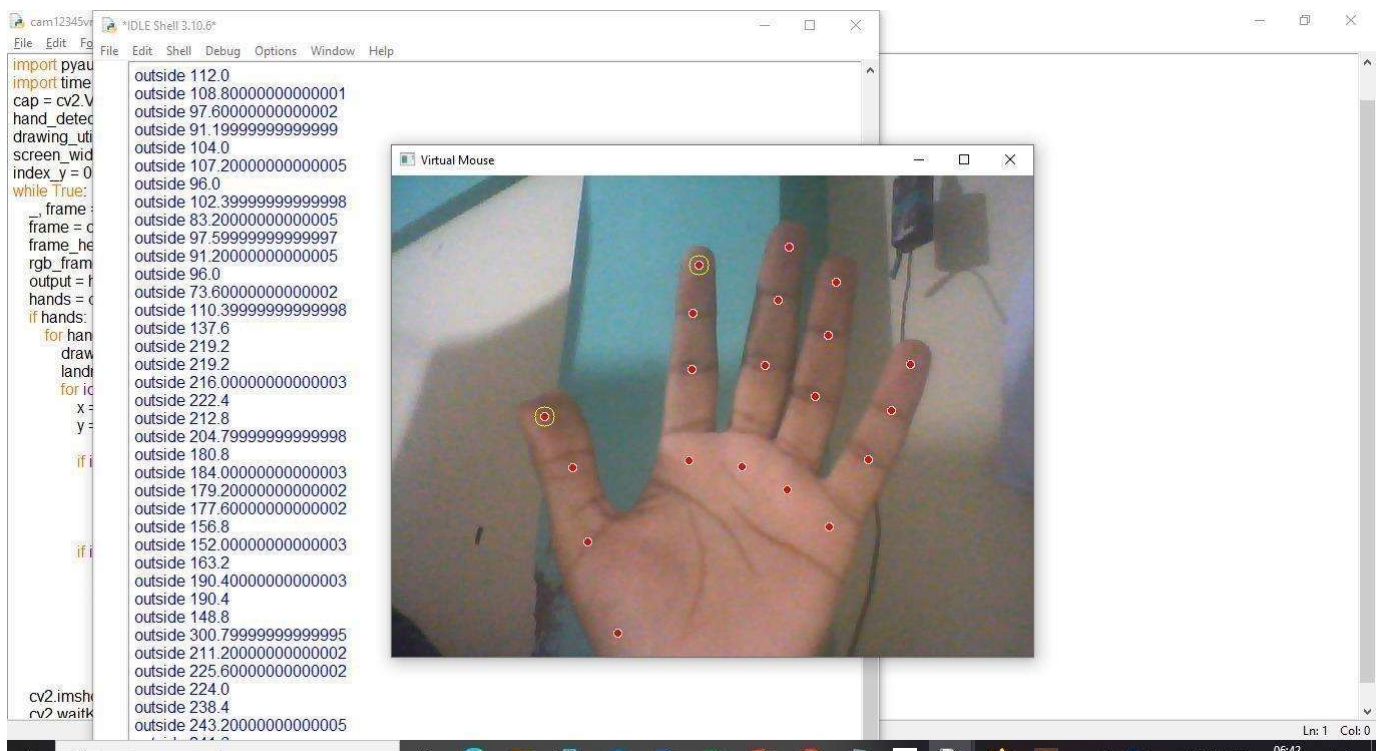 cam12345vr
File Edit Fo
import pyau
import time
cap = cv2.V
hand_detec
drawing_uti
screen_wid
index_y = 0
while True:
_, frame =
frame = c
frame_he
rgb_fram
output = h
hands = c
if hands:
for han
draw
landr
for id
x =
y =
if i
if i
cv2.imsh
cv2.waitK
*IDLE Shell 3.10.6*
File Edit Shell Debug Options Window Help
outside 112.0
outside 108.80000000000001
outside 97.60000000000002
outside 91.19999999999999
outside 104.0
outside 107.200000000000005
outside 96.0
outside 102.39999999999998
outside 83.20000000000005
outside 97.59999999999997
outside 91.20000000000005
outside 96.0
outside 73.60000000000002
outside 110.39999999999998
outside 137.6
outside 219.2
outside 219.2
outside 216.00000000000003
outside 222.4
outside 212.8
outside 204.79999999999998
outside 180.8
outside 184.00000000000003
outside 179.20000000000002
outside 177.60000000000002
outside 156.8
outside 152.00000000000003
outside 163.2
outside 190.40000000000003
outside 190.4
outside 148.8
outside 300.79999999999995
outside 211.20000000000002
outside 225.60000000000002
outside 224.0
outside 238.4
outside 243.20000000000005
Virtual Mouse
Ln: 1 Col: 0
06:42